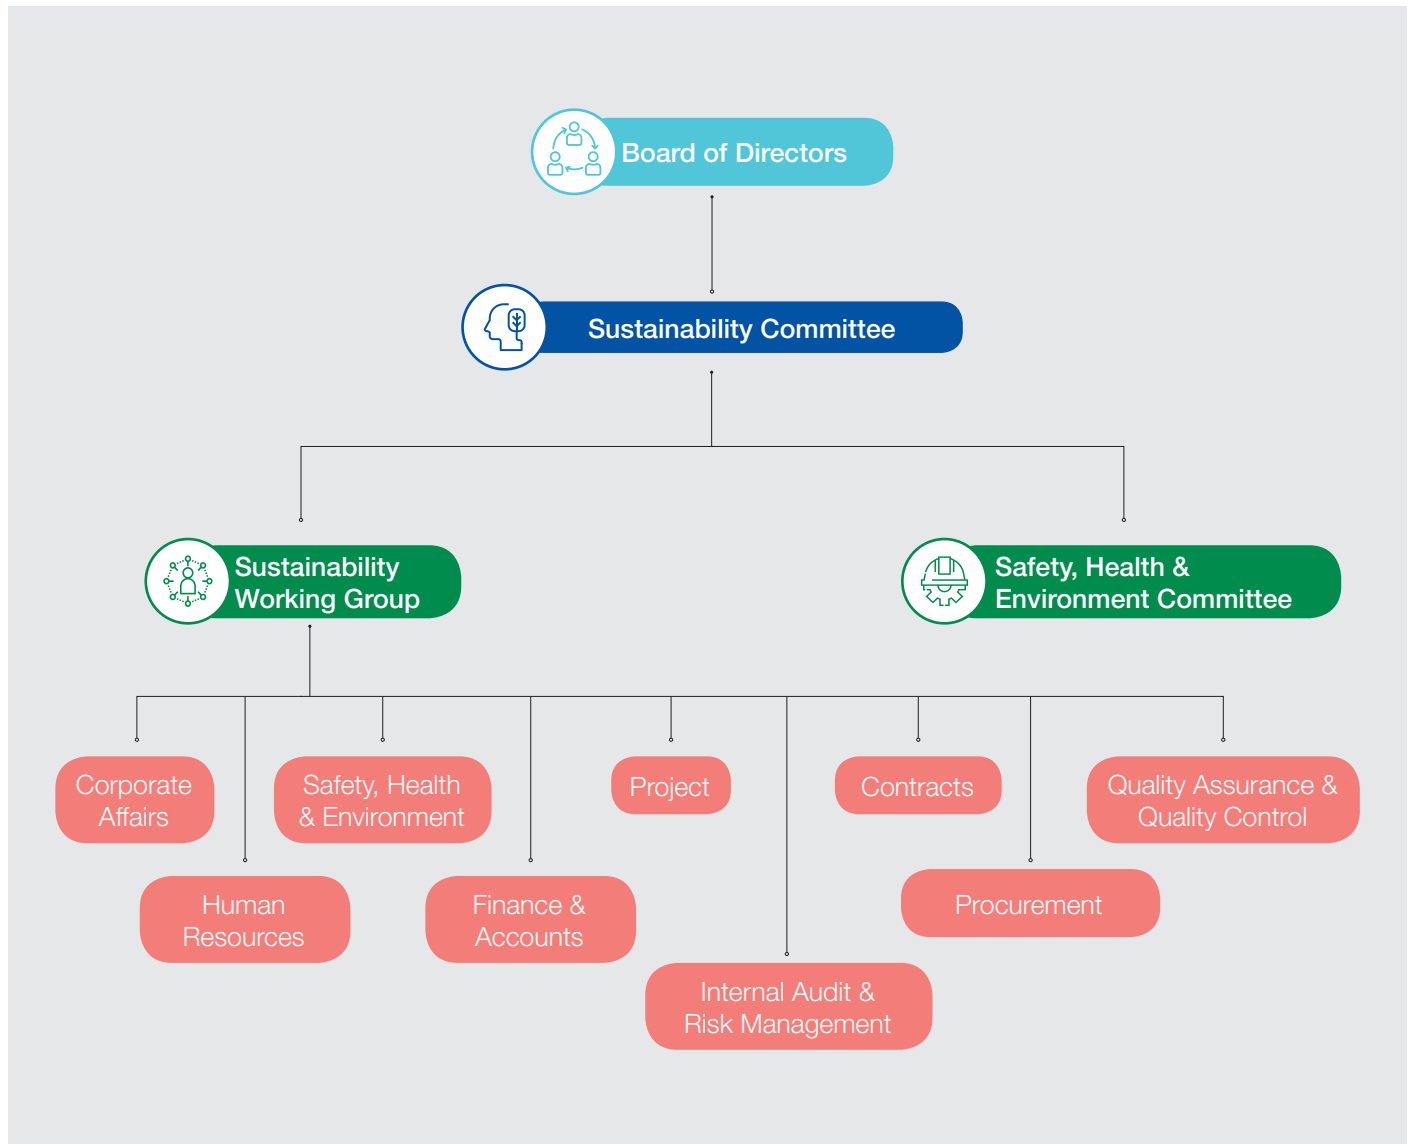 Board of Directors
Sustainability Committee
Sustainability
Working Group
Safety, Health &
Environment Committee
Corporate
Affairs
Safety, Health
& Environment
Project
Contracts
Quality Assurance &
Quality Control
Human
Resources
Finance &
Accounts
Procurement
Internal Audit &
Risk Management